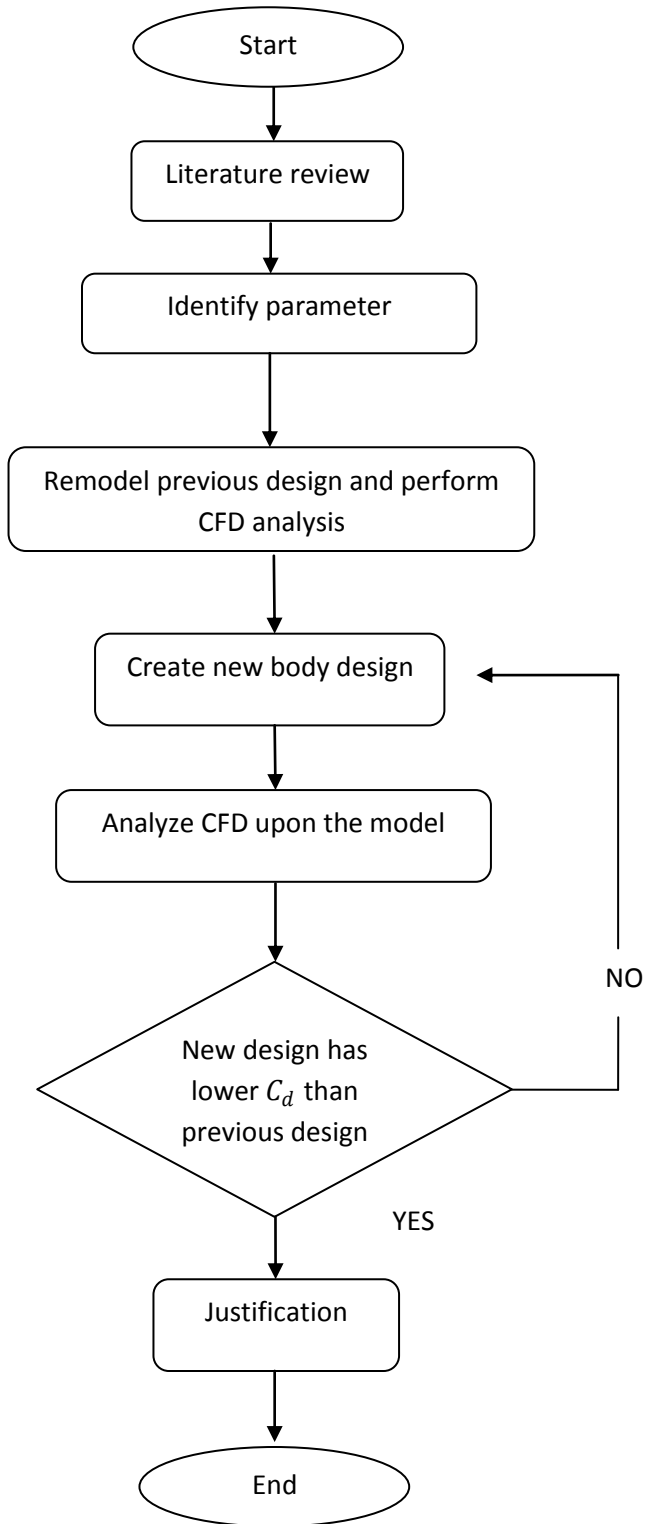 Start
Literature review
Identify parameter
Remodel previous design and perform
CFD analysis
Create new body design
Analyze CFD upon the model
NO
New design has
lower C_d than
previous design
YES
Justification
End